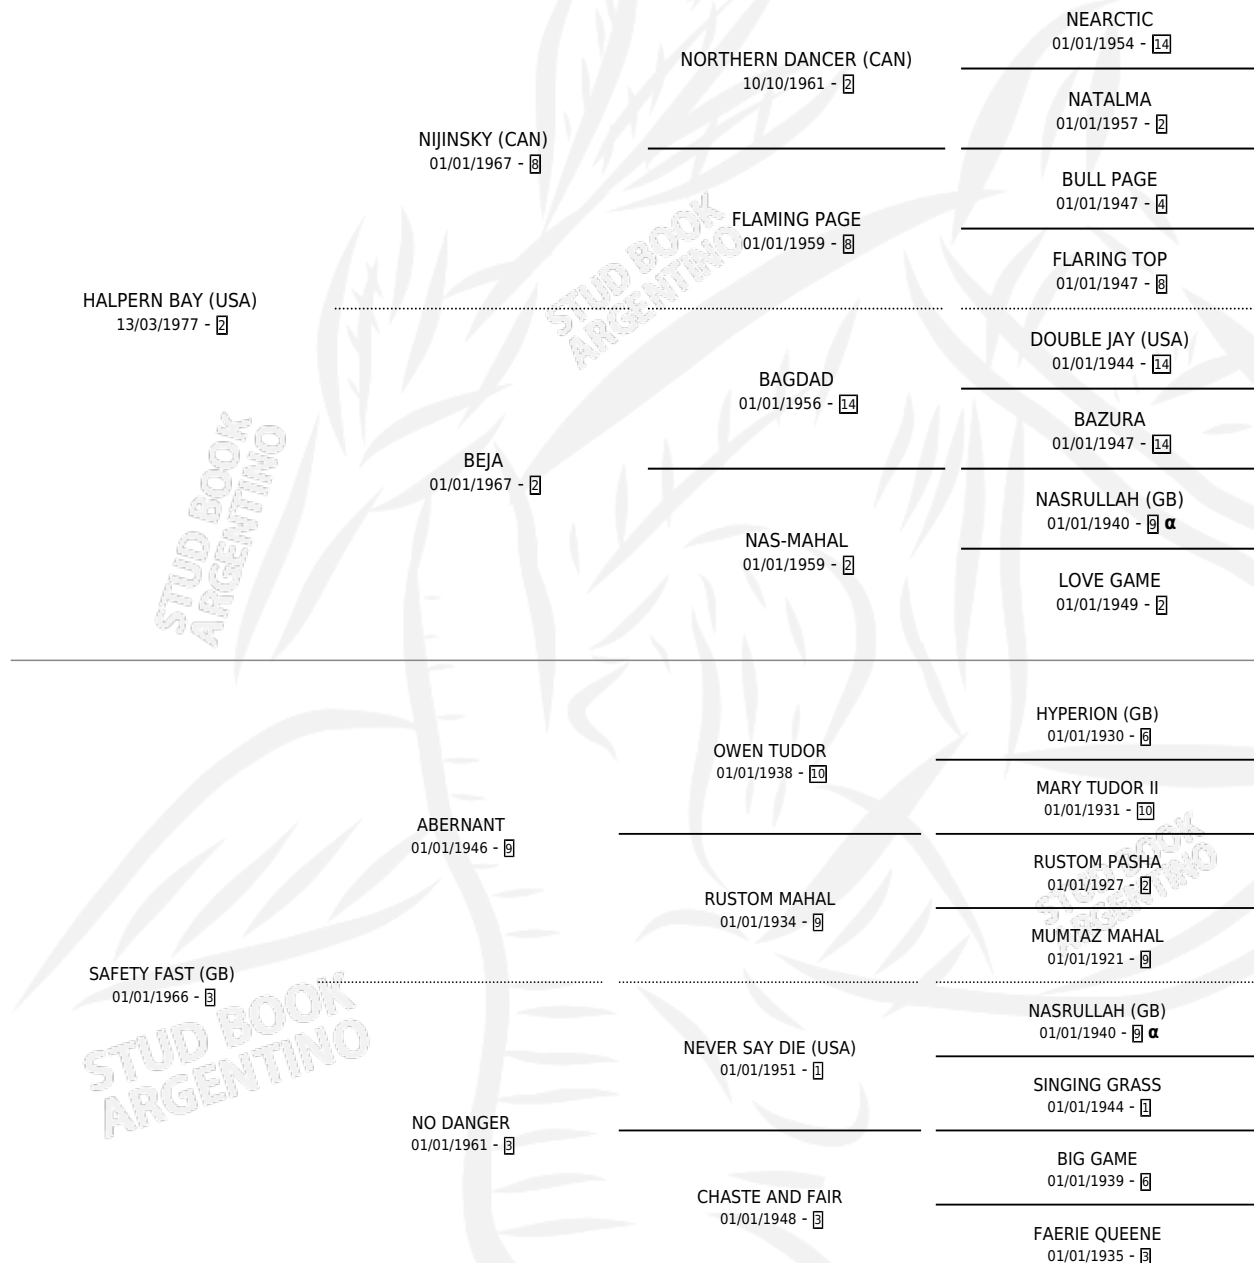 NEARCTIC
01/01/1954 - 14
NORTHERN DANCER (CAN)
10/10/1961 - 2
NATALMA
01/01/1957 - 2
NIJINSKY (CAN)
01/01/1967 - 8
BULL PAGE
01/01/1947 - 4
FLAMING PAGE
01/01/1959 - 8
FLARING TOP
01/01/1947 - 8
HALPERN BAY (USA)
13/03/1977 - 2
STUD BOOK
ARGENTINO
DOUBLE JAY (USA)
01/01/1944 - 14
BAGDAD
01/01/1956 - 14
BAZURA
01/01/1947 - 14
BEJA
01/01/1967 - 2
NASRULLAH (GB)
01/01/1940 - 9 α
NAS-MAHAL
01/01/1959 - 2
LOVE GAME
01/01/1949 - 2
STUD BOOK
ARGENTINO
HYPERION (GB)
01/01/1930 - 6
OWEN TUDOR
01/01/1938 - 10
MARY TUDOR II
01/01/1931 - 10
ABERNANT
01/01/1946 - 9
RUSTOM PASHA
01/01/1927 - 2
RUSTOM MAHAL
01/01/1934 - 9
MUMTAZ MAHAL
01/01/1921 - 9
STUD BOOK
ARGENTINO
SAFETY FAST (GB)
01/01/1966 - 3
STUD BOOK
ARGENTINO
NASRULLAH (GB)
01/01/1940 - 9 α
NEVER SAY DIE (USA)
01/01/1951 - 1
SINGING GRASS
01/01/1944 - 1
NO DANGER
01/01/1961 - 3
BIG GAME
01/01/1939 - 6
CHASTE AND FAIR
01/01/1948 - 3
FAERIE QUEENE
01/01/1935 - 3